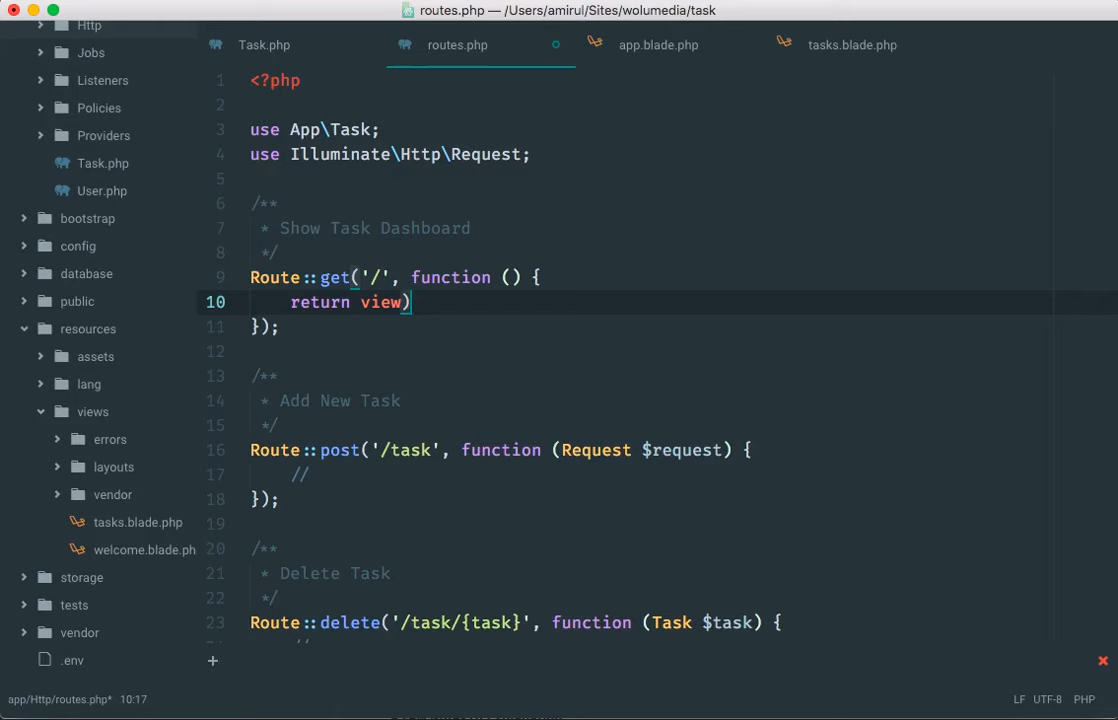 routes.php — /Users/amirul/Sites/wolumedia/task
Http
Jobs
Listeners
Policies
Providers
Task.php
User.php
bootstrap
config
database
public
resources
assets
lang
views
errors
layouts
vendor
tasks.blade.php
welcome.blade.ph
storage
tests
vendor
.env
Task.php
routes.php
app.blade.php
tasks.blade.php
1 <?php
2
3 use App\Task;
4 use Illuminate\Http\Request;
5
6 /**
7 * Show Task Dashboard
8 */
9 Route::get('/', function () {
10 return view)
11 });
12
13 /**
14 * Add New Task
15 */
16 Route::post('/task', function (Request $request) {
17 //
18 });
19
20 /**
21 * Delete Task
22 */
23 Route::delete('/task/{task}', function (Task $task) {
+
app/Http/routes.php* 10:17
LF UTF-8 PHP